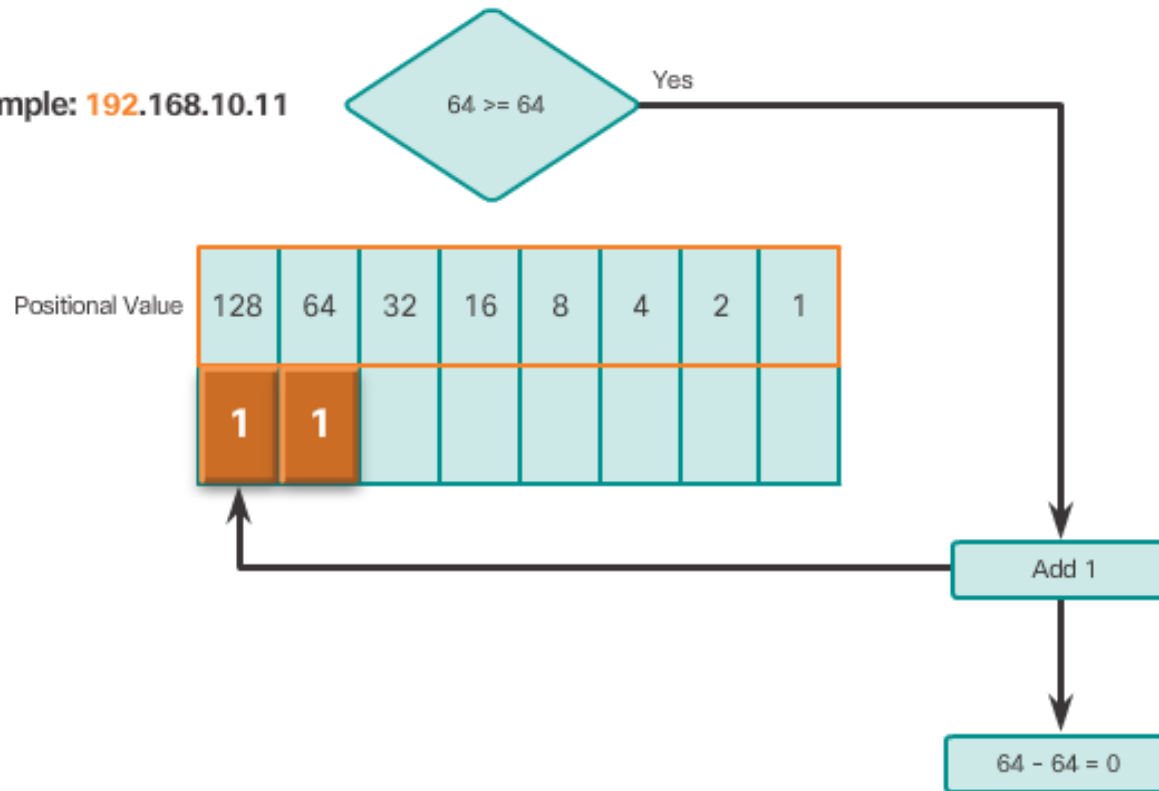 mple: 192.168.10.11
64 >= 64
Yes
Positional Value
128 64 32 16 8 4 2 1
1 1
Add 1
64 - 64 = 0